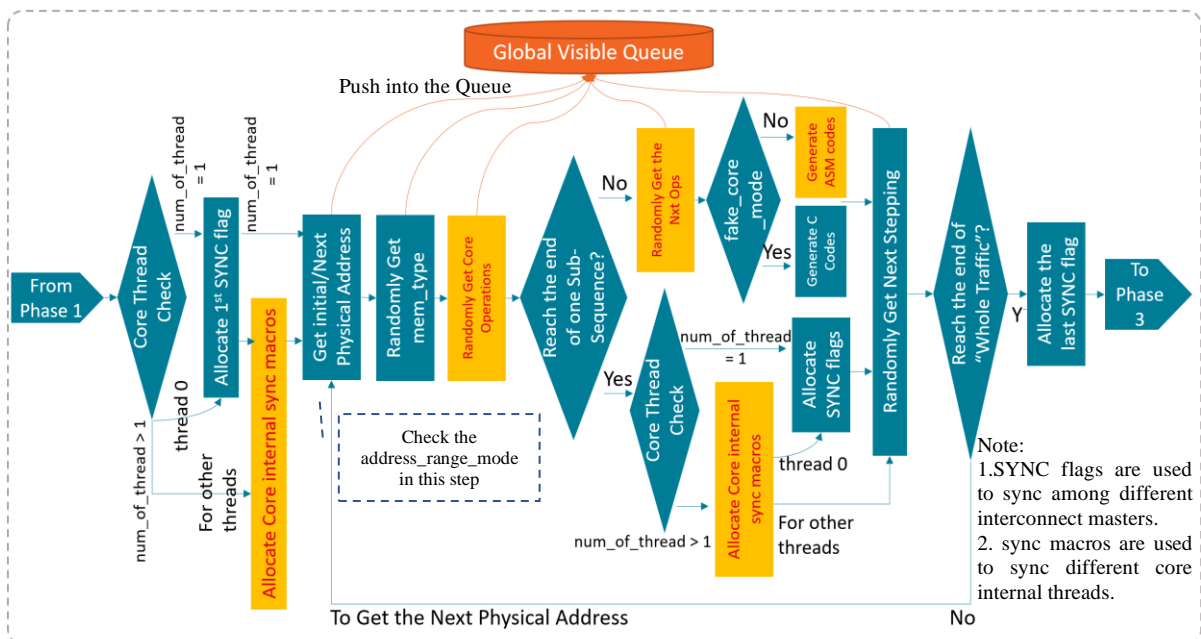 Global Visible Queue
Push into the Queue
From
Phase 1
Core Thread
Check
num_of_thread
= 1
num_of_thread
= 1
Allocate 1st SYNC flag
thread 0
num_of_thread > 1
For other
threads
Allocate Core internal sync macros
Get initial/Next
Physical Address
Randomly Get
mem_type
Randomly Get Core
Operations
Check the
address_range_mode
in this step
Reach the end
of one Sub-
Sequence?
No
Randomly Get the
Nxt Ops
fake_core
_mode
No
Generate
ASM codes
Yes
Generate C
Codes
Yes
Core Thread
Check
num_of_thread
= 1
Allocate
SYNC flags
num_of_thread > 1
Allocate Core internal
sync macros
thread 0
For other
threads
Randomly Get Next Stepping
Reach the end of
“Whole Traffic”?
Y
Allocate the
last SYNC flag
To
Phase
3
Note:
1.SYNC flags are used
to sync among different
interconnect masters.
2. sync macros are used
to sync different core
internal threads.
To Get the Next Physical Address
No